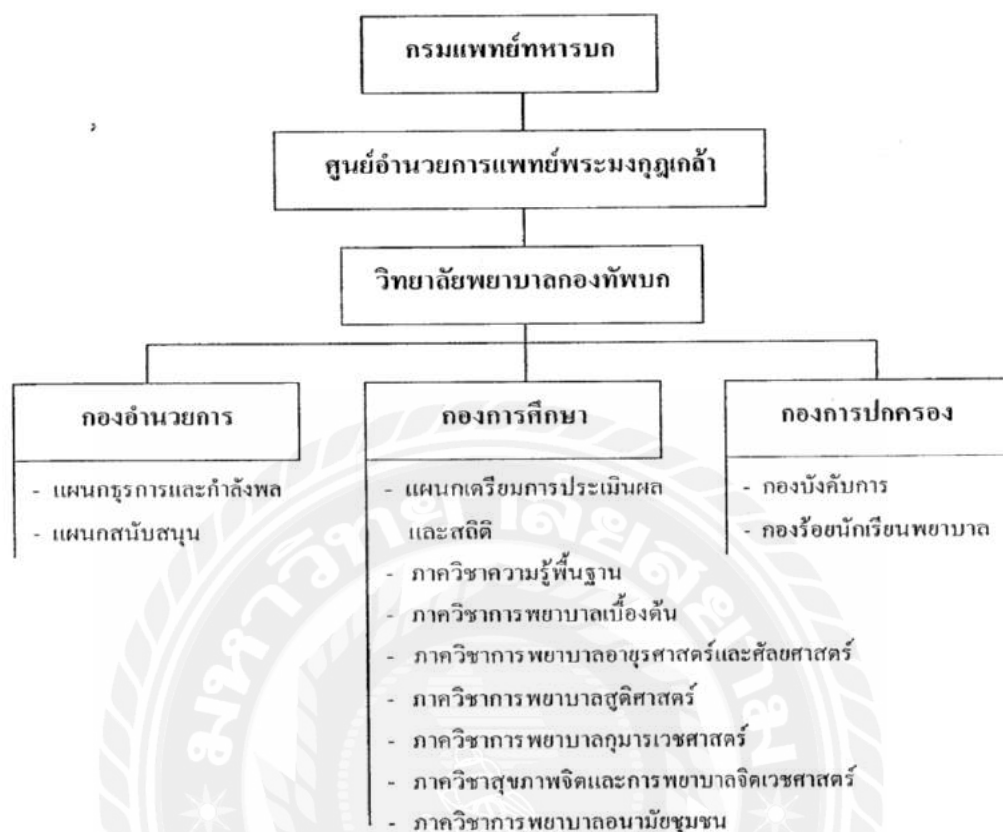 กรมแพทย์ทหารบก
ศูนย์อำนวยการแพทย์พระมงกุฎเกล้า
วิทยาลัยพยาบาลกองทัพบก
กองอำนวยการ
- แผนกธุรการและกำลังพล
- แผนกสนับสนุน
กองการศึกษา
- แผนกเตรียมการประเมินผล
และสถิติ
- ภาควิชาความรู้พื้นฐาน
- ภาควิชาการพยาบาลเบื้องต้น
- ภาควิชาการพยาบาลอายุรศาสตร์และศัลยศาสตร์
- ภาควิชาการพยาบาลสูติศาสตร์
- ภาควิชาการพยาบาลกุมารเวชศาสตร์
- ภาควิชาสุขภาพจิตและการพยาบาลจิตเวชศาสตร์
- ภาควิชาการพยาบาลอนามัยชุมชน
กองการปกครอง
- กองบังคับการ
- กองร้อยนักเรียนพยาบาล
มหาวิทยาลัยสยาม